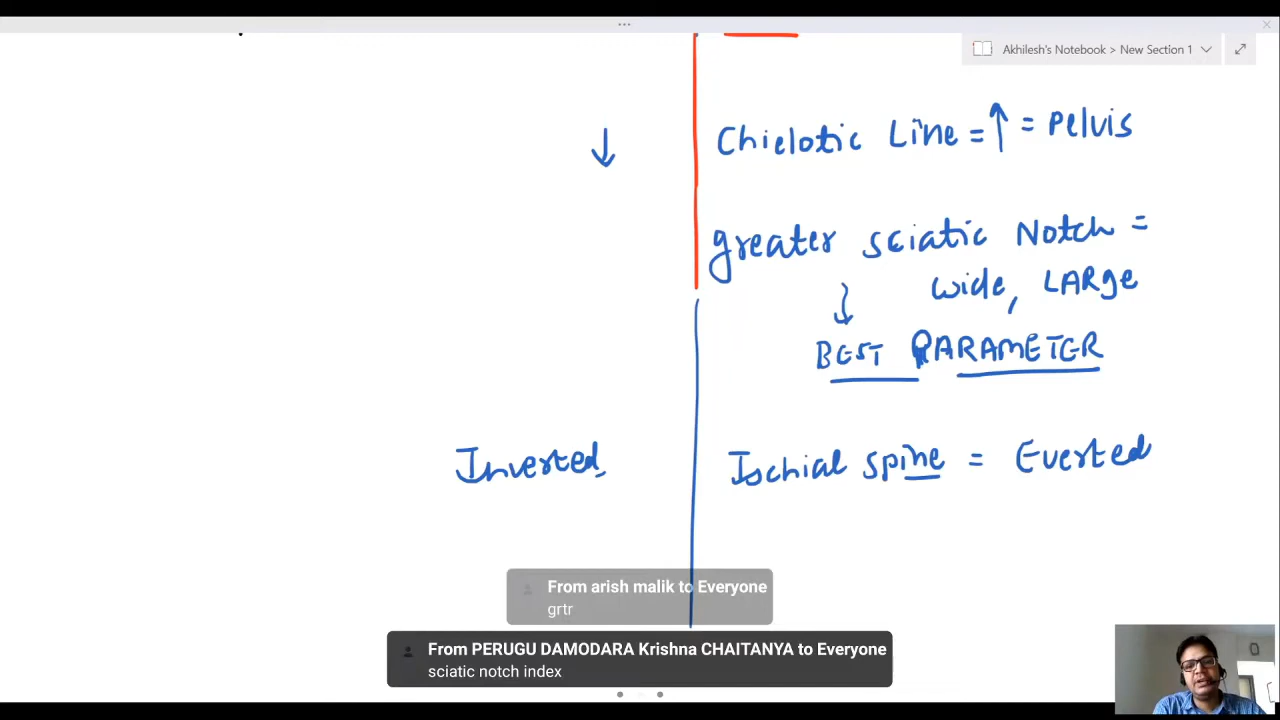 Akhilesh's Notebook > New Section 1
↓ Chielotic Line = ↑ = Pelvis
greater sciatic Notch =
wide, LARge
↓
BEST PARAMETER
Inverted Ischial spine = Everted
From arish malik to Everyone
grtr
From PERUGU DAMODARA Krishna CHAITANYA to Everyone
sciatic notch index